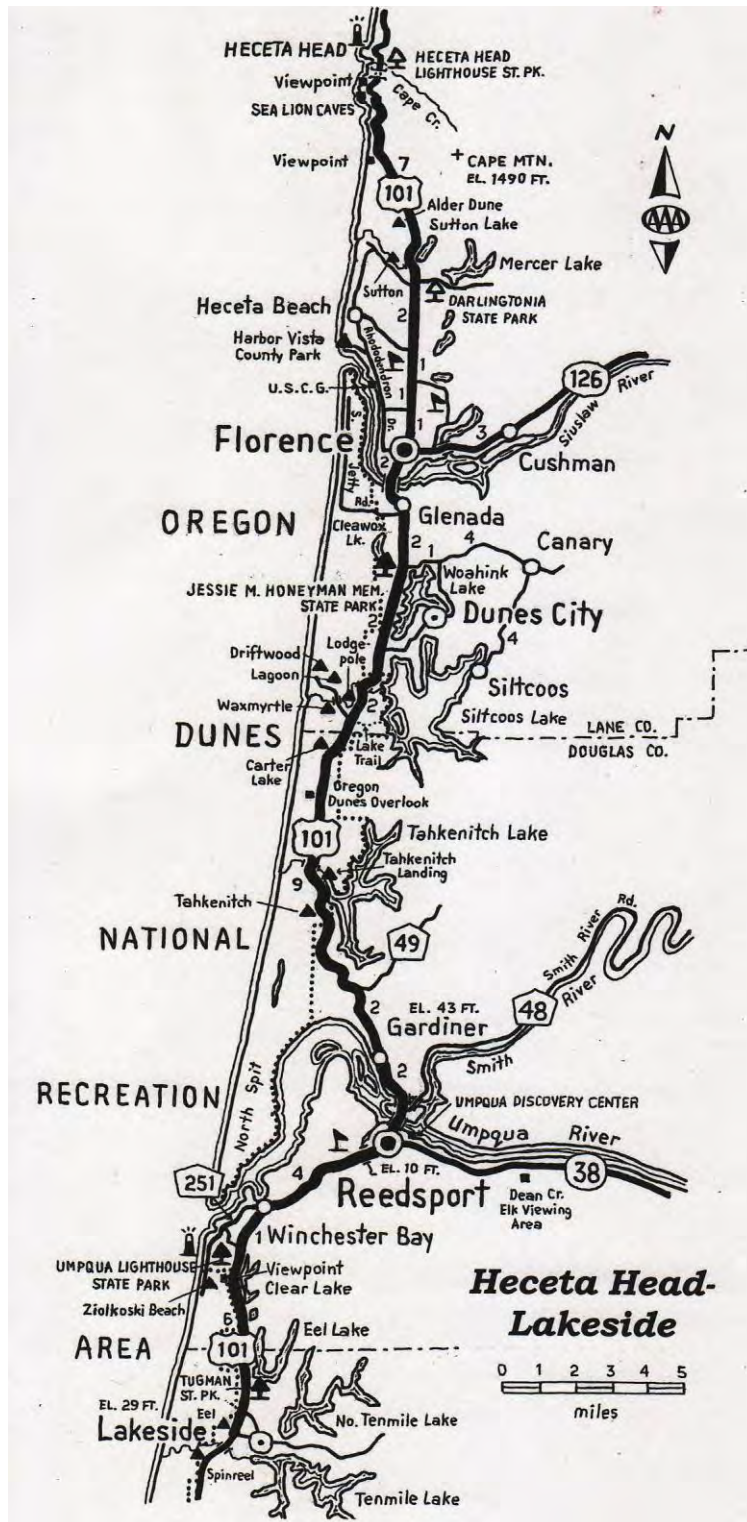 HECETA HEAD
HECETA HEAD
LIGHTHOUSE ST. PK.
Viewpoint
Cape Cr.
SEA LION CAVES
N
Viewpoint
7
+ CAPE MTN.
EL. 1490 FT.
101
AAA
Alder Dune
Sutton Lake
Mercer Lake
Sutton
DARLINGTONIA
STATE PARK
Heceta Beach
2
Harbor Vista
County Park
Rhododendron
Dr.
1
126
U.S.C.G.
1
1
Siuslaw River
S. Jetty Rd.
Florence
3
Cushman
2
Glenada
OREGON
Cleawox
Lk.
2
1
4
Canary
JESSIE M. HONEYMAN MEM.
STATE PARK
Woahink
Lake
Dunes City
2
4
Driftwood
Lodge-
pole
Lagoon
Siltcoos
Waxmyrtle
2
Siltcoos Lake
LANE CO.
DOUGLAS CO.
DUNES
Carter
Lake
Lake
Trail
Oregon
Dunes Overlook
101
Tahkenitch Lake
Tahkenitch
Landing
9
Tahkenitch
NATIONAL
49
Smith River Rd.
River
48
2
EL. 43 FT.
Gardiner
Smith
2
RECREATION
North Spit
UMPQUA DISCOVERY CENTER
Umpqua River
251
4
EL. 10 FT.
Reedsport
38
Dean Cr.
Elk Viewing
Area
1
Winchester Bay
UMPQUA LIGHTHOUSE
STATE PARK
Viewpoint
Clear Lake
Ziolkoski Beach
Heceta Head-
Lakeside
6
Eel Lake
AREA
101
0 1 2 3 4 5
miles
TUGMAN
ST. PK.
EL. 29 FT.
Eel
No. Tenmile Lake
Lakeside
Spinreel
Tenmile Lake